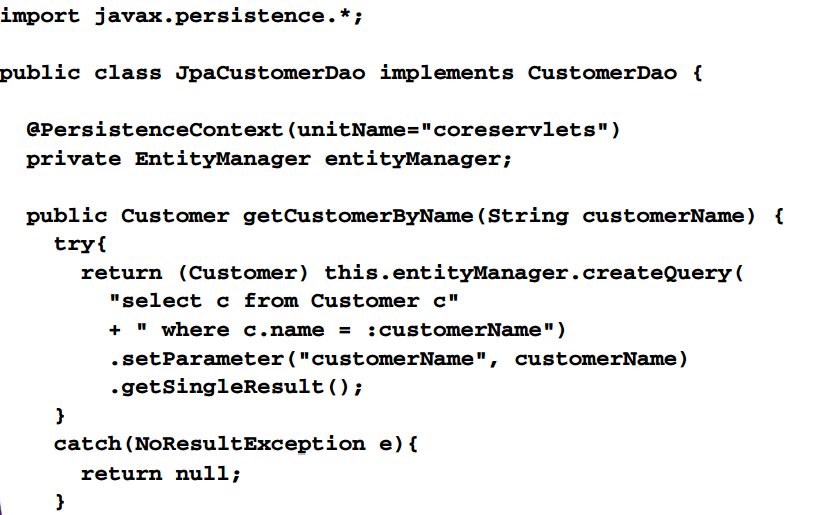 import javax.persistence.*;
public class JpaCustomerDao implements CustomerDao {
@PersistenceContext(unitName="coreservlets")
private EntityManager entityManager;
public Customer getCustomerByName(String customerName) {
try{
return (Customer) this.entityManager.createQuery(
"select c from Customer c"
+ " where c.name = :customerName")
.setParameter("customerName", customerName)
.getSingleResult();
}
catch(NoResultException e){
return null;
}